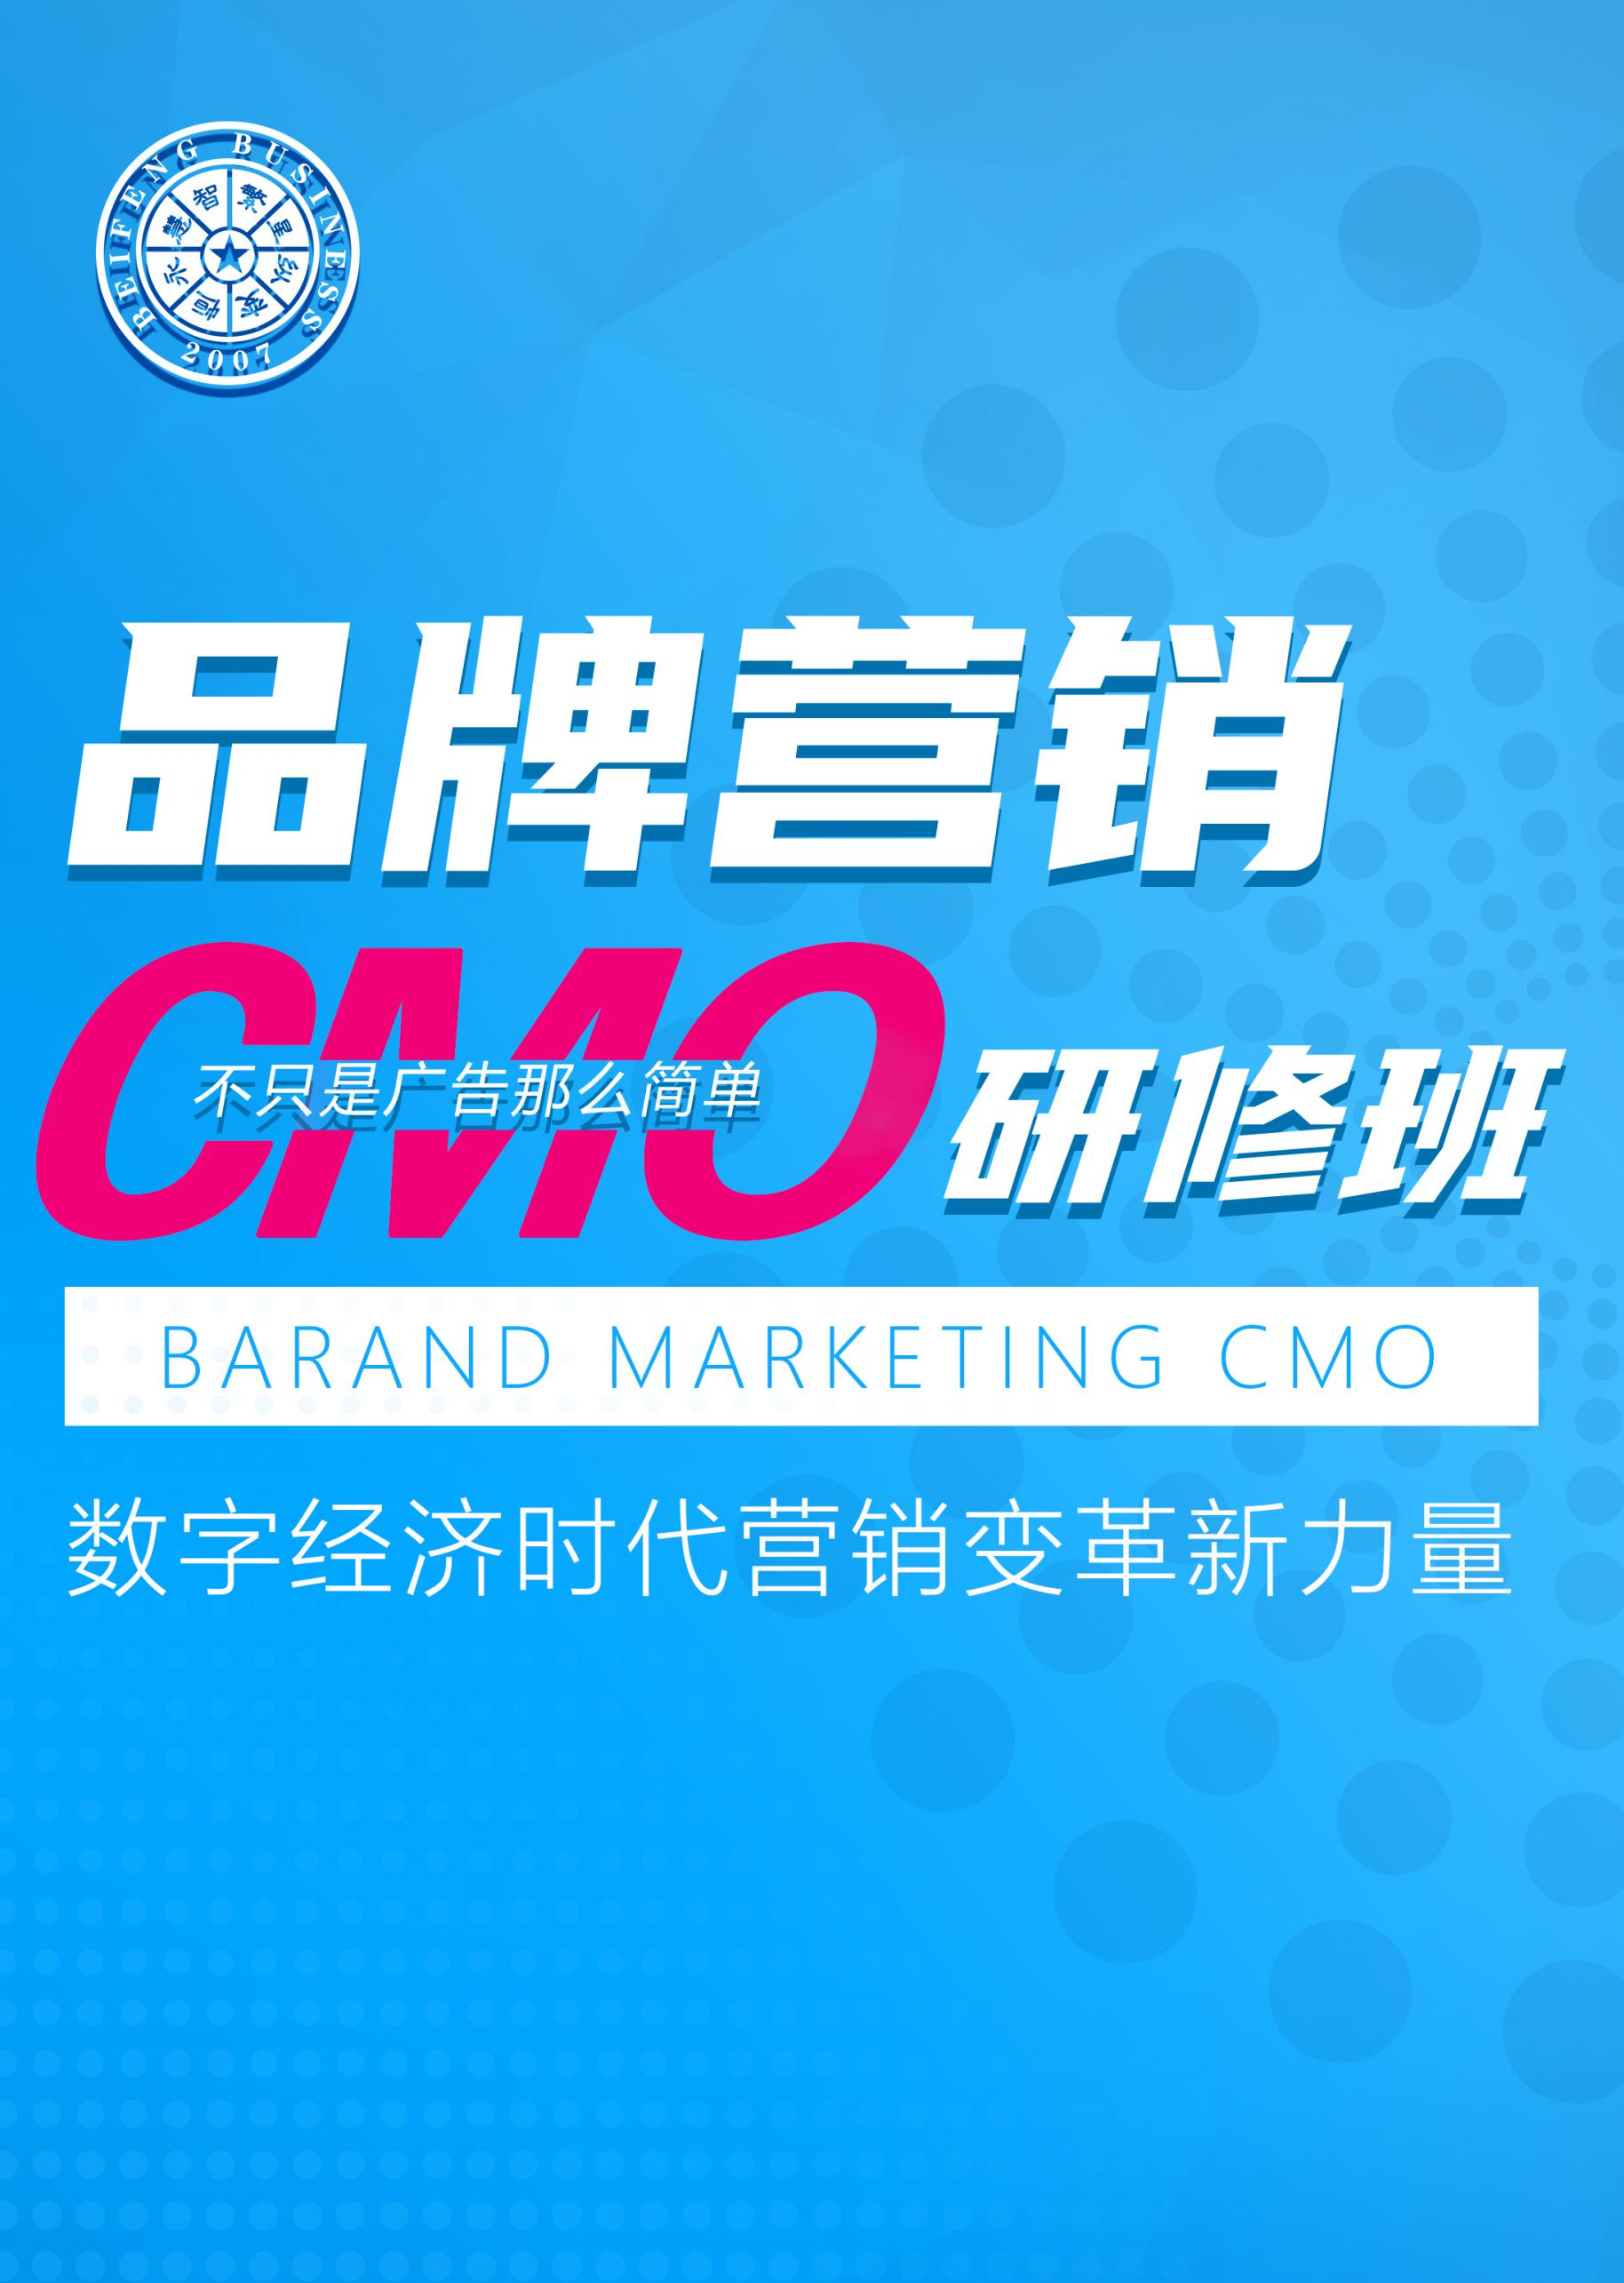 BEIFENG BUSINESS
2007
品牌营销
CMO 研修班
不只是广告那么简单
BARAND MARKETING CMO
数字经济时代营销变革新力量